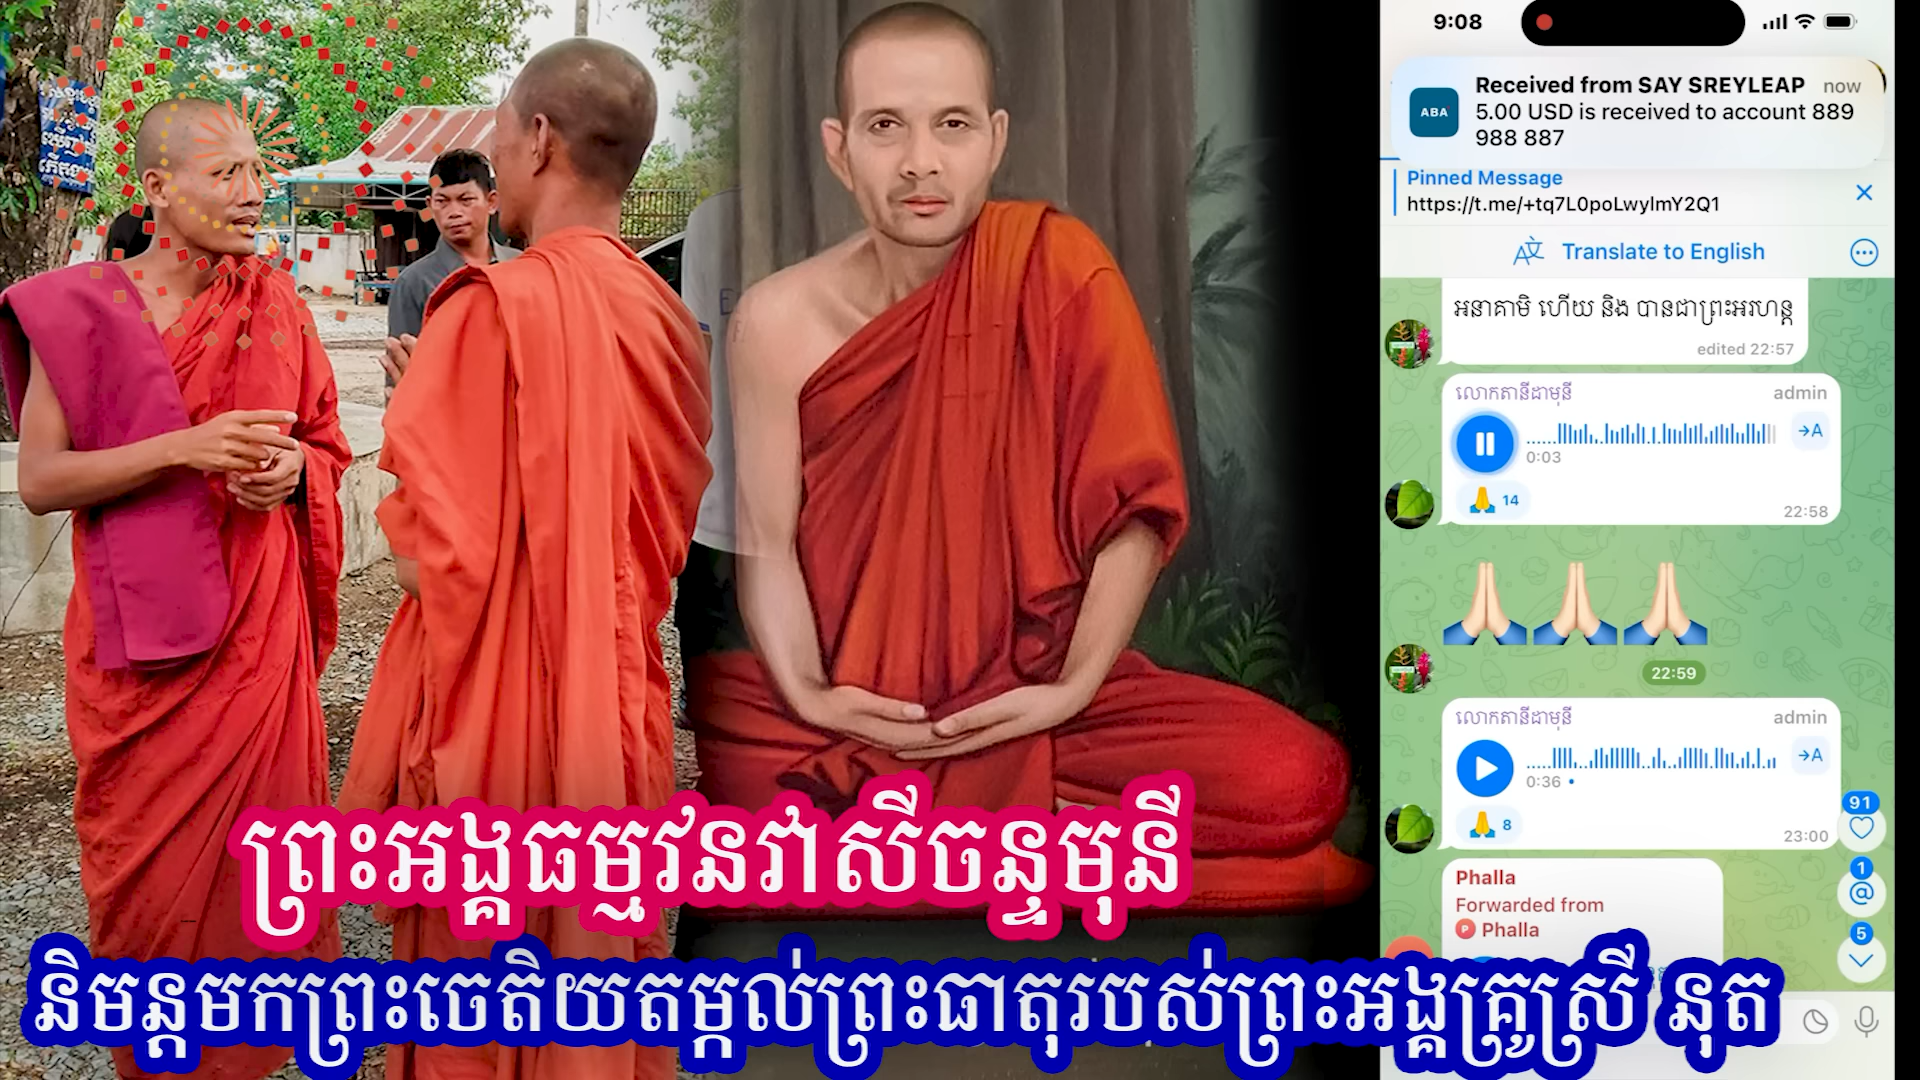 9:08
Received from SAY SREYLEAP now
ABA
5.00 USD is received to account 889
988 887
Pinned Message
https://t.me/+tq7L0poLwylmY2Q1
Translate to English
អនាគាមិ ហើយ និង បានជាព្រះអរហន្ត
edited 22:57
លោកតានីដាមុនី admin
→A
0:03
🙏 14
22:58
🙏🏻🙏🏻🙏🏻
22:59
លោកតានីដាមុនី admin
→A
0:36
🙏 8
23:00
91
1
@
5
Phalla
Forwarded from
P Phalla
ព្រះអង្គធម្មវនវាសីចន្ទមុនី
និមន្តមកព្រះចេតិយតម្កល់ព្រះធាតុរបស់ព្រះអង្គគ្រូស្រី នុត